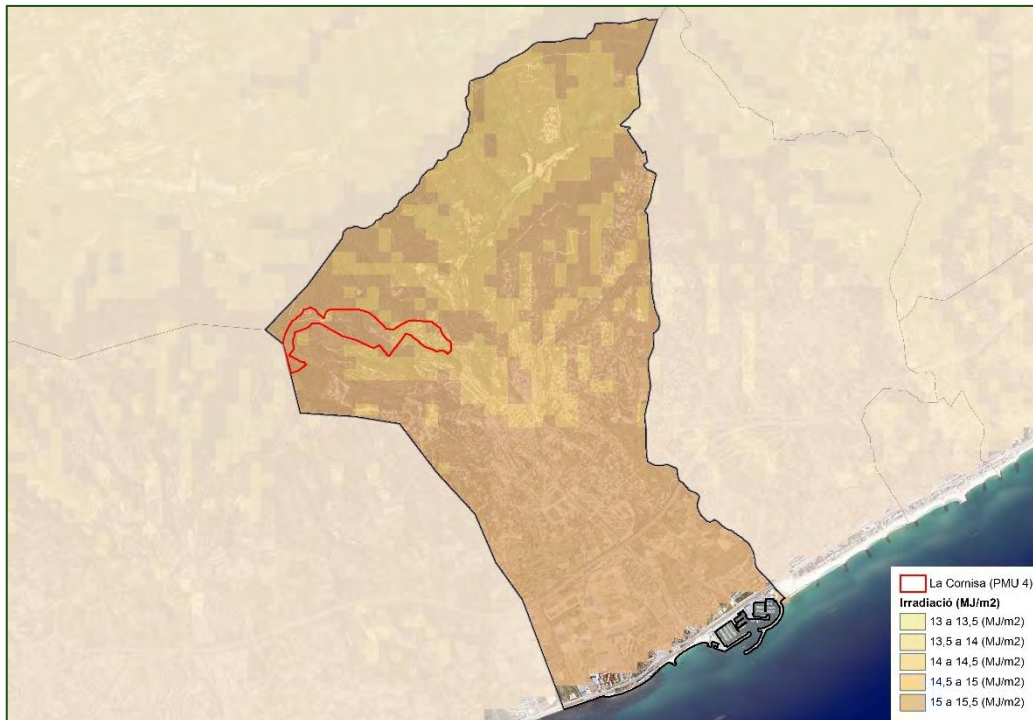 La Cornisa (PMU 4)
Irradiació (MJ/m2)
13 a 13,5 (MJ/m2)
13,5 a 14 (MJ/m2)
14 a 14,5 (MJ/m2)
14,5 a 15 (MJ/m2)
15 a 15,5 (MJ/m2)